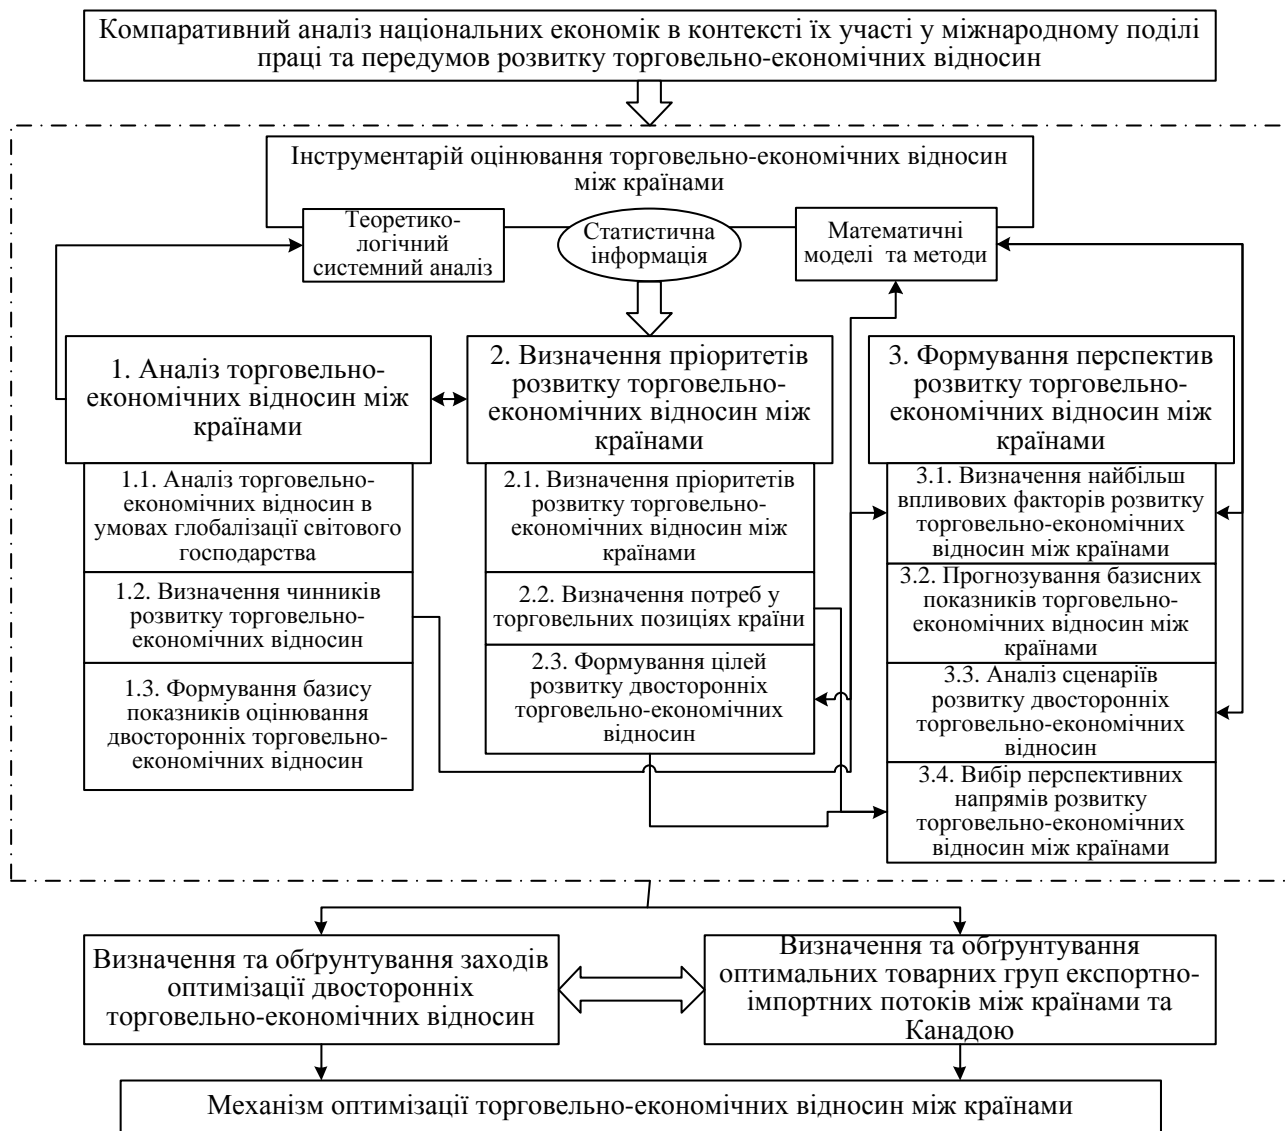 Компаративний аналіз національних економік в контексті їх участі у міжнародному поділі
праці та передумов розвитку торговельно-економічних відносин
Інструментарій оцінювання торговельно-економічних відносин
між країнами
Теоретико-
логічний
системний аналіз
Статистична
інформація
Математичні
моделі та методи
1. Аналіз торговельно-
економічних відносин між
країнами
1.1. Аналіз торговельно-
економічних відносин в
умовах глобалізації світового
господарства
1.2. Визначення чинників
розвитку торговельно-
економічних відносин
1.3. Формування базису
показників оцінювання
двосторонніх торговельно-
економічних відносин
2. Визначення пріоритетів
розвитку торговельно-
економічних відносин між
країнами
2.1. Визначення пріоритетів
розвитку торговельно-
економічних відносин між
країнами
2.2. Визначення потреб у
торговельних позиціях країни
2.3. Формування цілей
розвитку двосторонніх
торговельно-економічних
відносин
3. Формування перспектив
розвитку торговельно-
економічних відносин між
країнами
3.1. Визначення найбільш
впливових факторів розвитку
торговельно-економічних
відносин між країнами
3.2. Прогнозування базисних
показників торговельно-
економічних відносин між
країнами
3.3. Аналіз сценаріїв
розвитку двосторонніх
торговельно-економічних
відносин
3.4. Вибір перспективних
напрямів розвитку
торговельно-економічних
відносин між країнами
Визначення та обґрунтування заходів
оптимізації двосторонніх
торговельно-економічних відносин
Визначення та обґрунтування
оптимальних товарних груп експортно-
імпортних потоків між країнами та
Канадою
Механізм оптимізації торговельно-економічних відносин між країнами